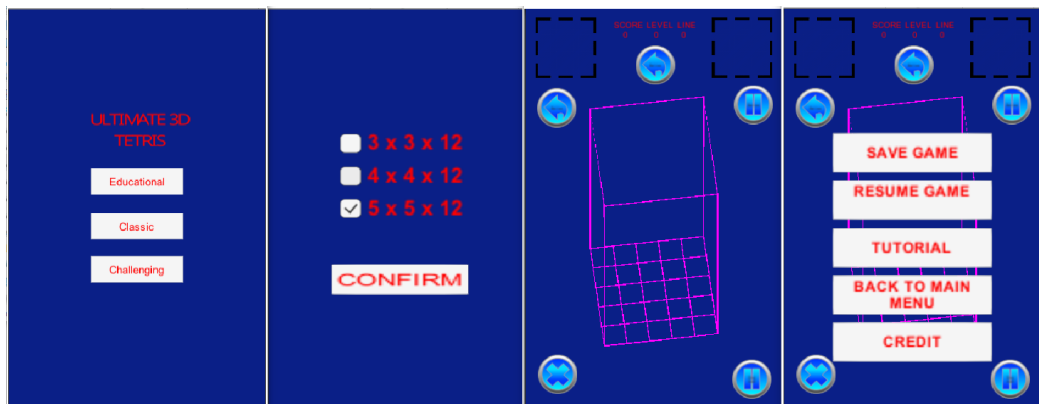 ULTIMATE 3D
TETRIS
Educational
Classic
Challenging
3 x 3 x 12
4 x 4 x 12
5 x 5 x 12
CONFIRM
SCORE LEVEL LINE
0 0 0
SCORE LEVEL LINE
0 0 0
SAVE GAME
RESUME GAME
TUTORIAL
BACK TO MAIN
MENU
CREDIT